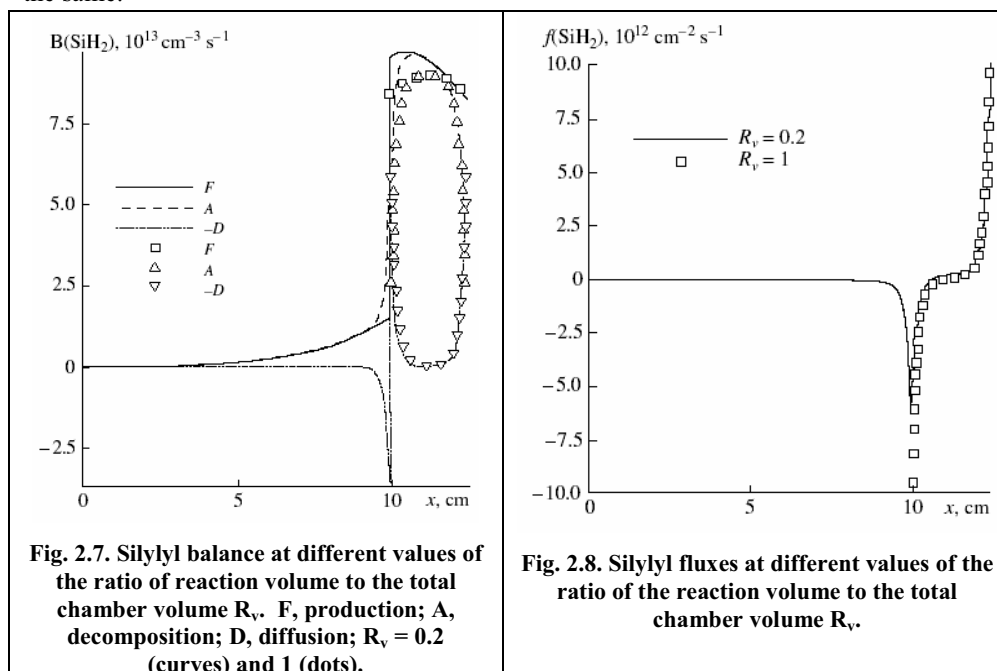 the same.
B(SiH2), 10^13 cm^–3 s^–1
7.5
5.0
2.5
0
−2.5
F
A
–D
F
A
–D
0
5
10
x, cm
Fig. 2.7. Silylyl balance at different values of
the ratio of reaction volume to the total
chamber volume Rv. F, production; A,
decomposition; D, diffusion; Rv = 0.2
(curves) and 1 (dots).
f(SiH2), 10^12 cm^–2 s^–1
10.0
7.5
5.0
2.5
0
−2.5
−5.0
−7.5
−10.0
Rv = 0.2
Rv = 1
0
5
10
x, cm
Fig. 2.8. Silylyl fluxes at different values of the
ratio of the reaction volume to the total
chamber volume Rv.